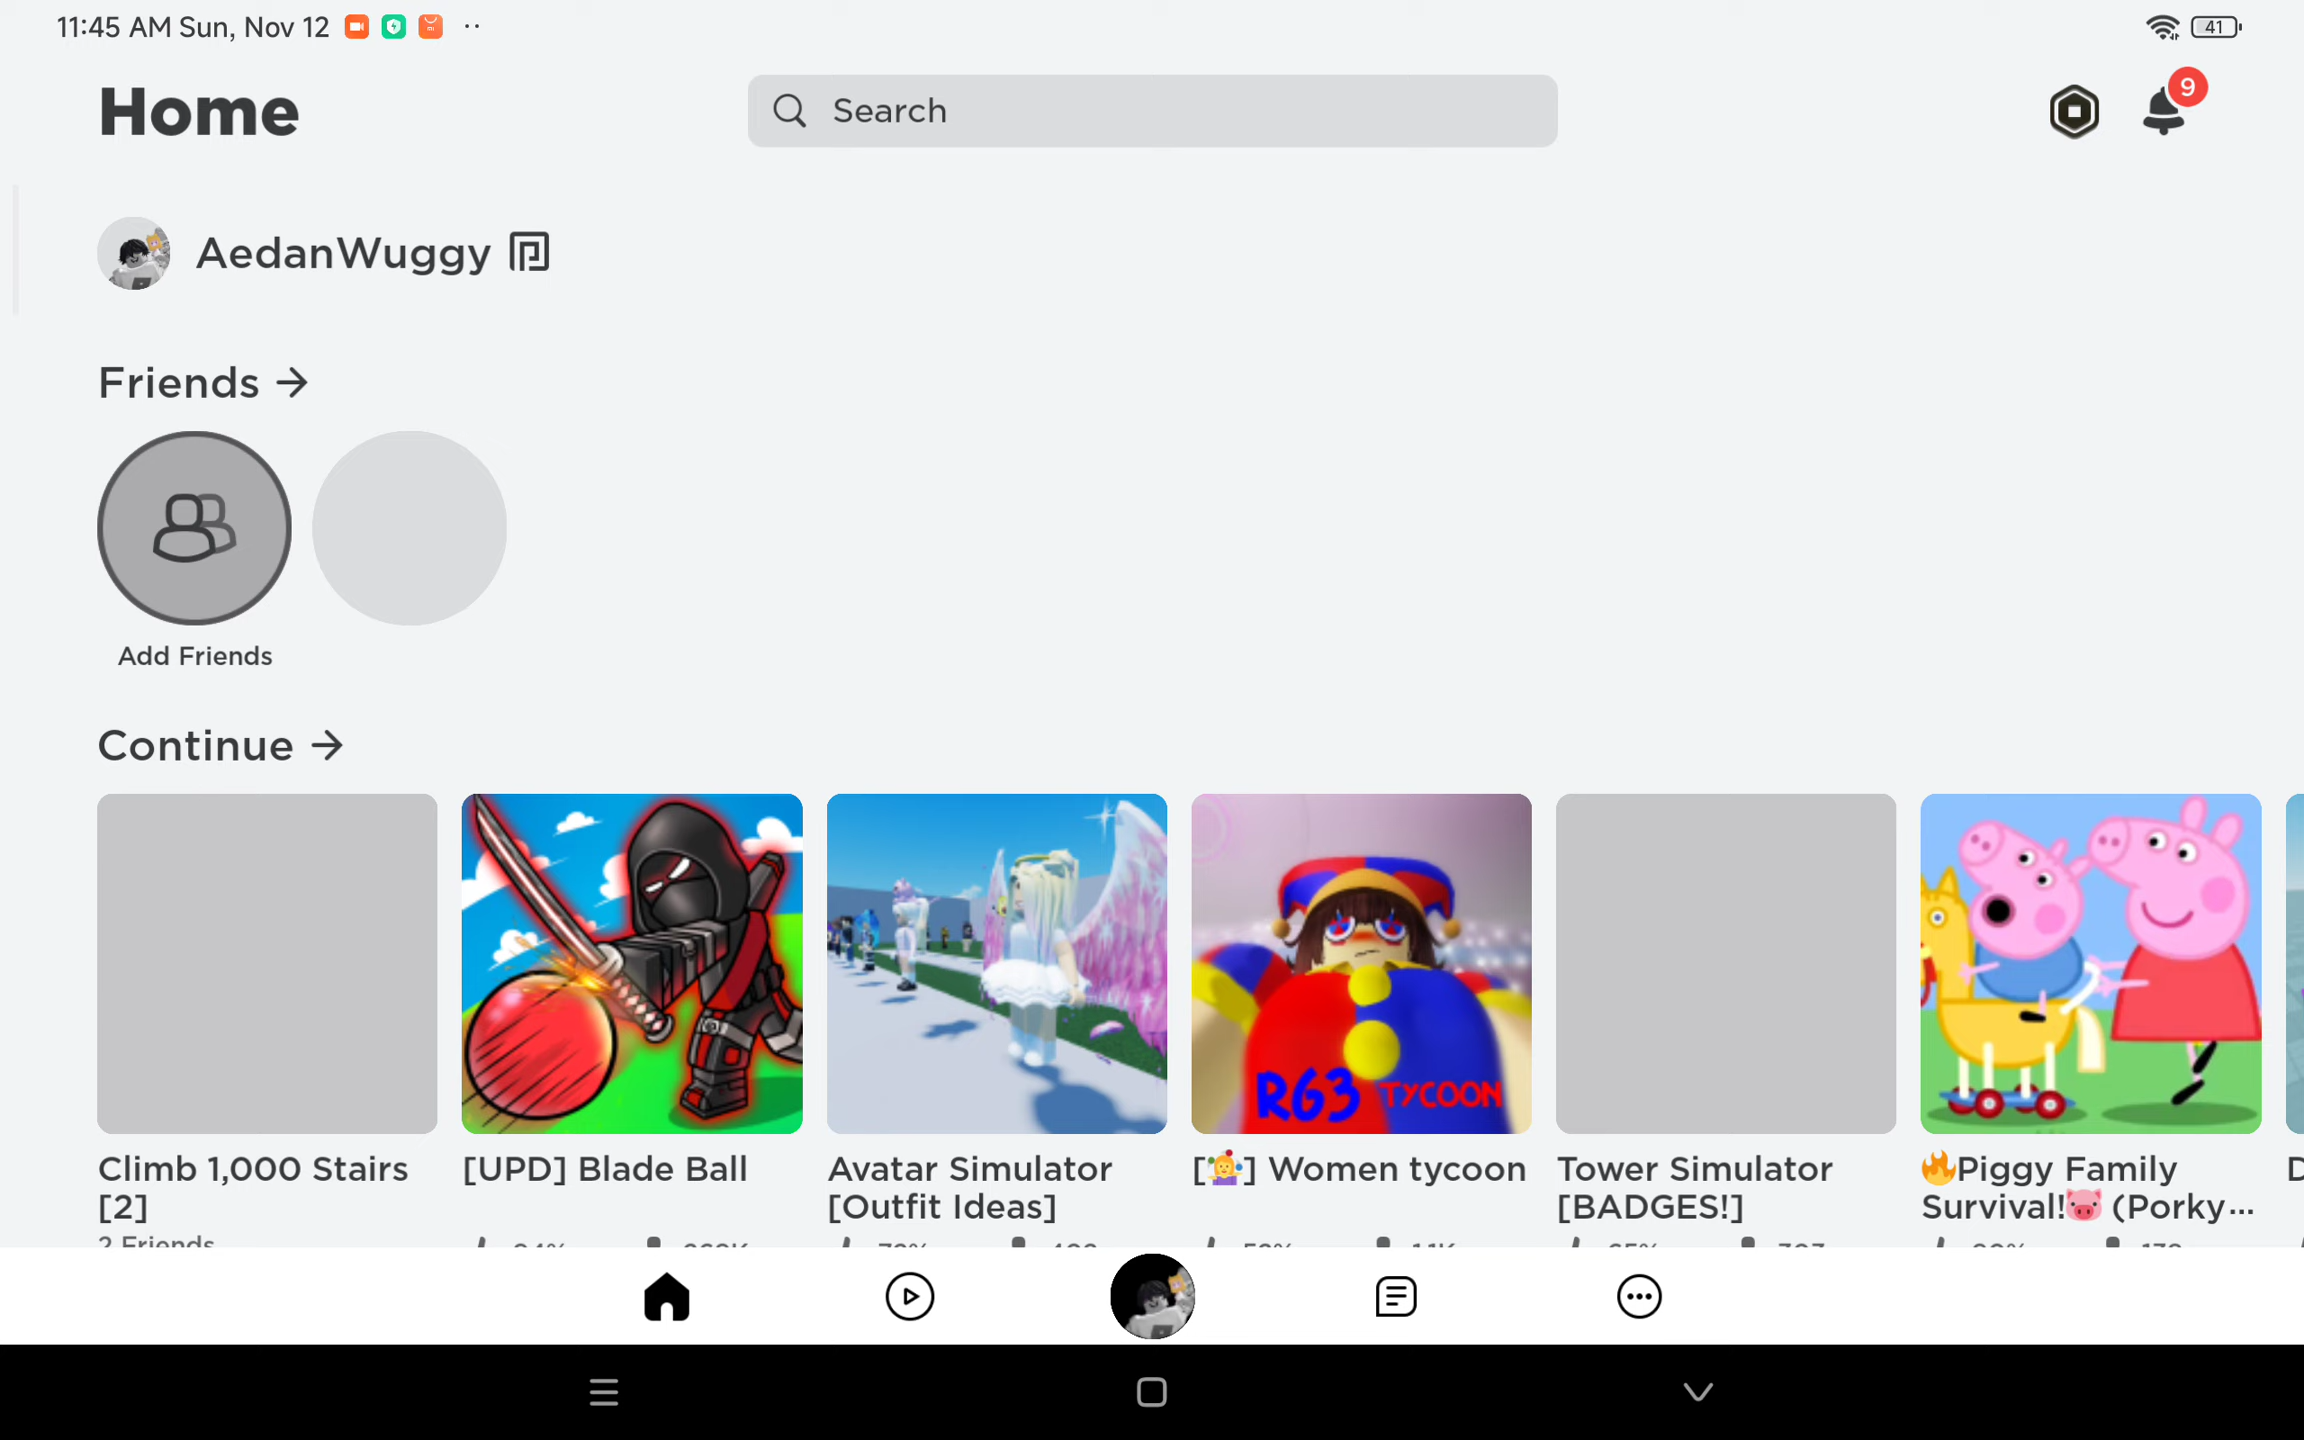 11:45 AM Sun, Nov 12
41
Home
Search
9
AedanWuggy
Friends →
Add Friends
Continue →
R63 TYCOON
Climb 1,000 Stairs
[2]
[UPD] Blade Ball
Avatar Simulator
[Outfit Ideas]
[🤹‍♀️] Women tycoon
Tower Simulator
[BADGES!]
🔥Piggy Family
Survival!🐷 (Porky...
2 Friends